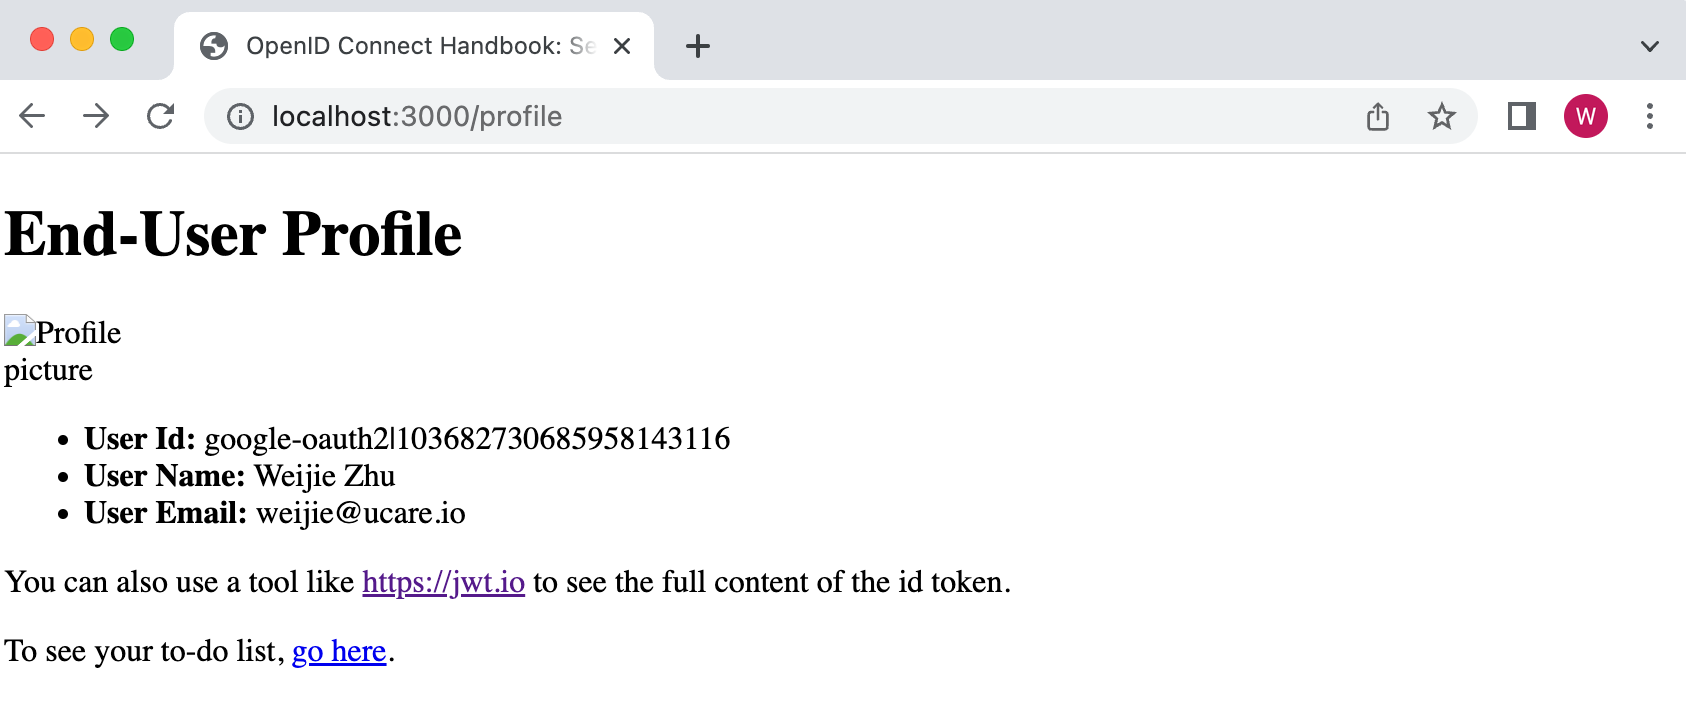 OpenID Connect Handbook: Se
localhost:3000/profile
W
End-User Profile
Profile
picture
• User Id: google-oauth2|103682730685958143116
• User Name: Weijie Zhu
• User Email: weijie@ucare.io
You can also use a tool like https://jwt.io to see the full content of the id token.
To see your to-do list, go here.